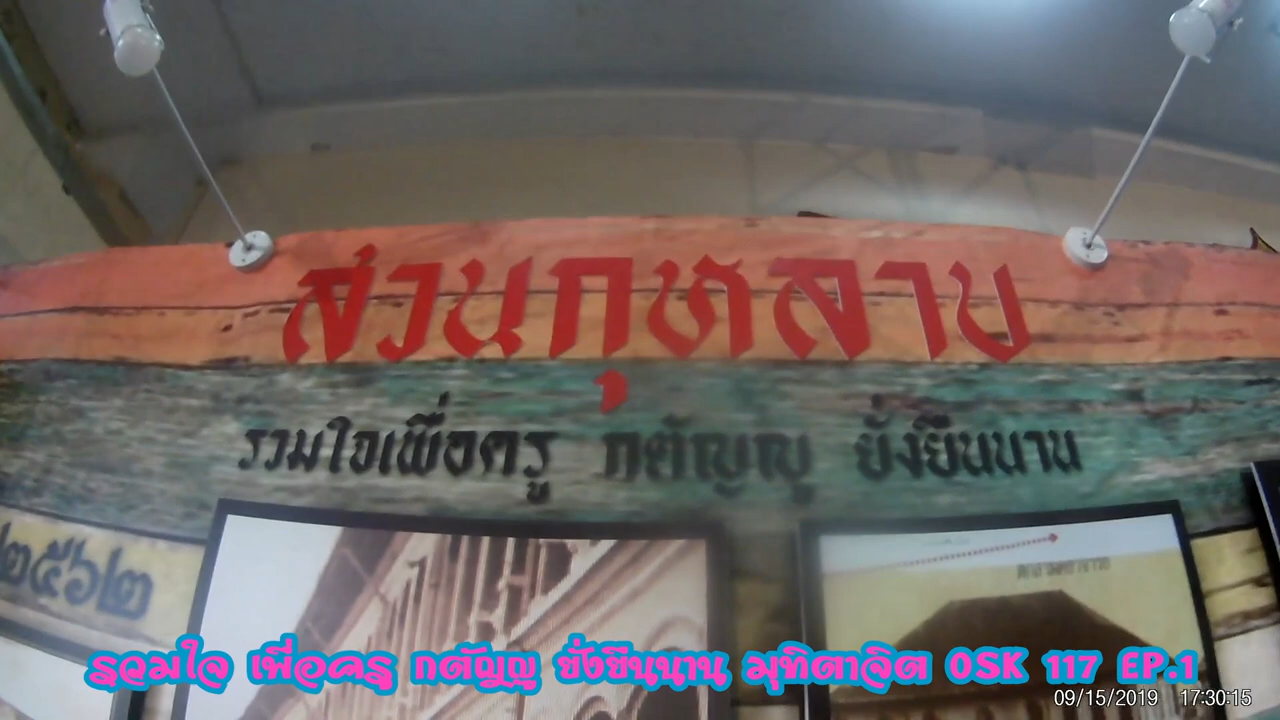 สวนกุหลาบ
รวมใจเพื่อครู กตัญญู ยั่งยืนนาน
๒๕๖๒
รวมใจ เพื่อครู กตัญญู ยั่งยืนนาน มุทิตาจิต OSK 117 EP.1
09/15/2019 17:30:15